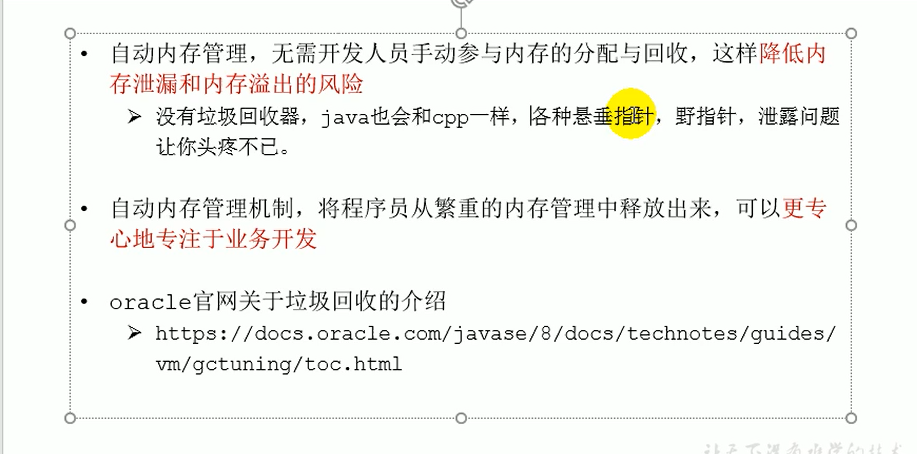 • 自动内存管理，无需开发人员手动参与内存的分配与回收，这样降低内
存泄漏和内存溢出的风险
➢ 没有垃圾回收器，java也会和cpp一样，各种悬垂指针，野指针，泄露问题
让你头疼不已。
• 自动内存管理机制，将程序员从繁重的内存管理中释放出来，可以更专
心地专注于业务开发
• oracle官网关于垃圾回收的介绍
➢ https://docs.oracle.com/javase/8/docs/technotes/guides/
vm/gctuning/toc.html